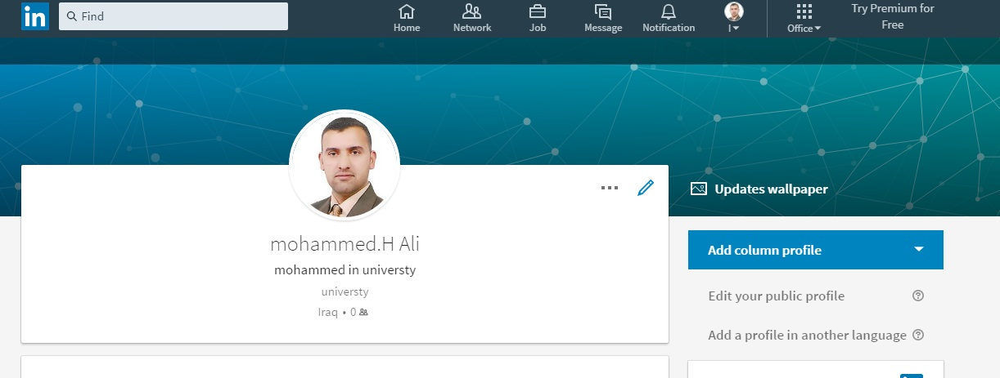 in
Find
Home
Network
Job
Message
Notification
I
Office
Try Premium for
Free
Updates wallpaper
mohammed.H Ali
mohammed in universty
universty
Iraq • 0
Add column profile
Edit your public profile
Add a profile in another language